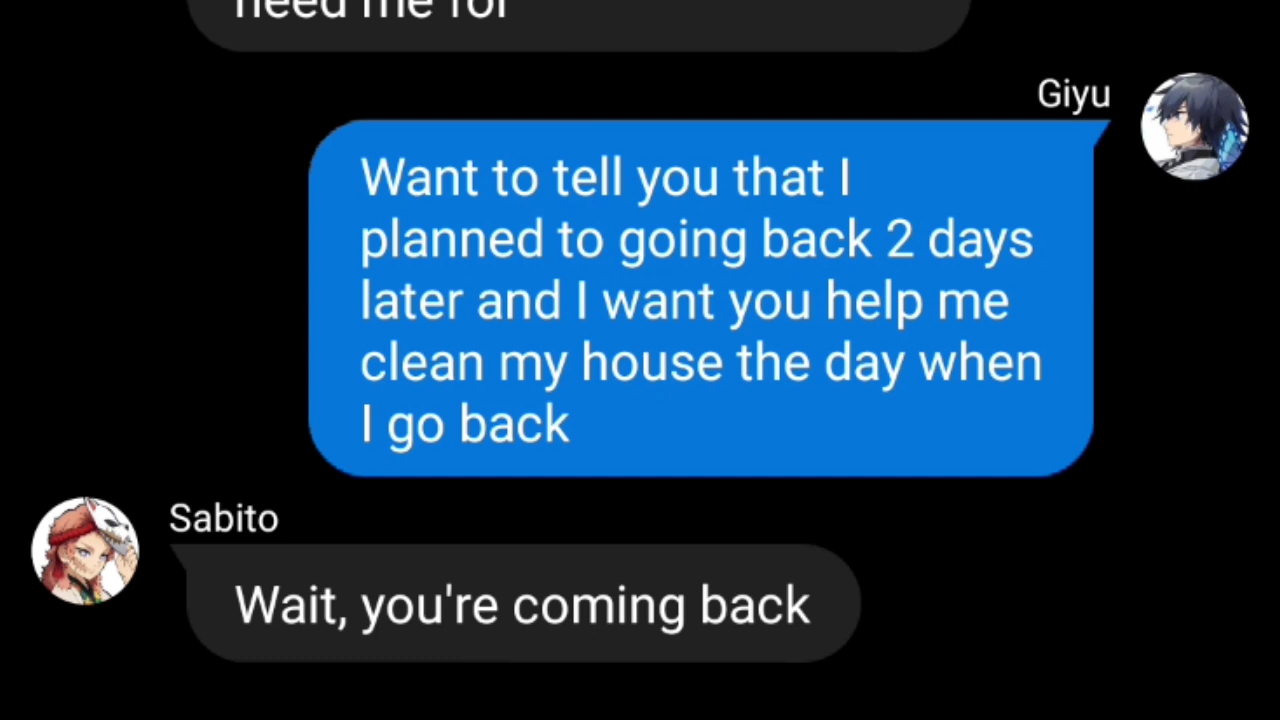 need me for
Giyu
Want to tell you that I
planned to going back 2 days
later and I want you help me
clean my house the day when
I go back
Sabito
Wait, you're coming back